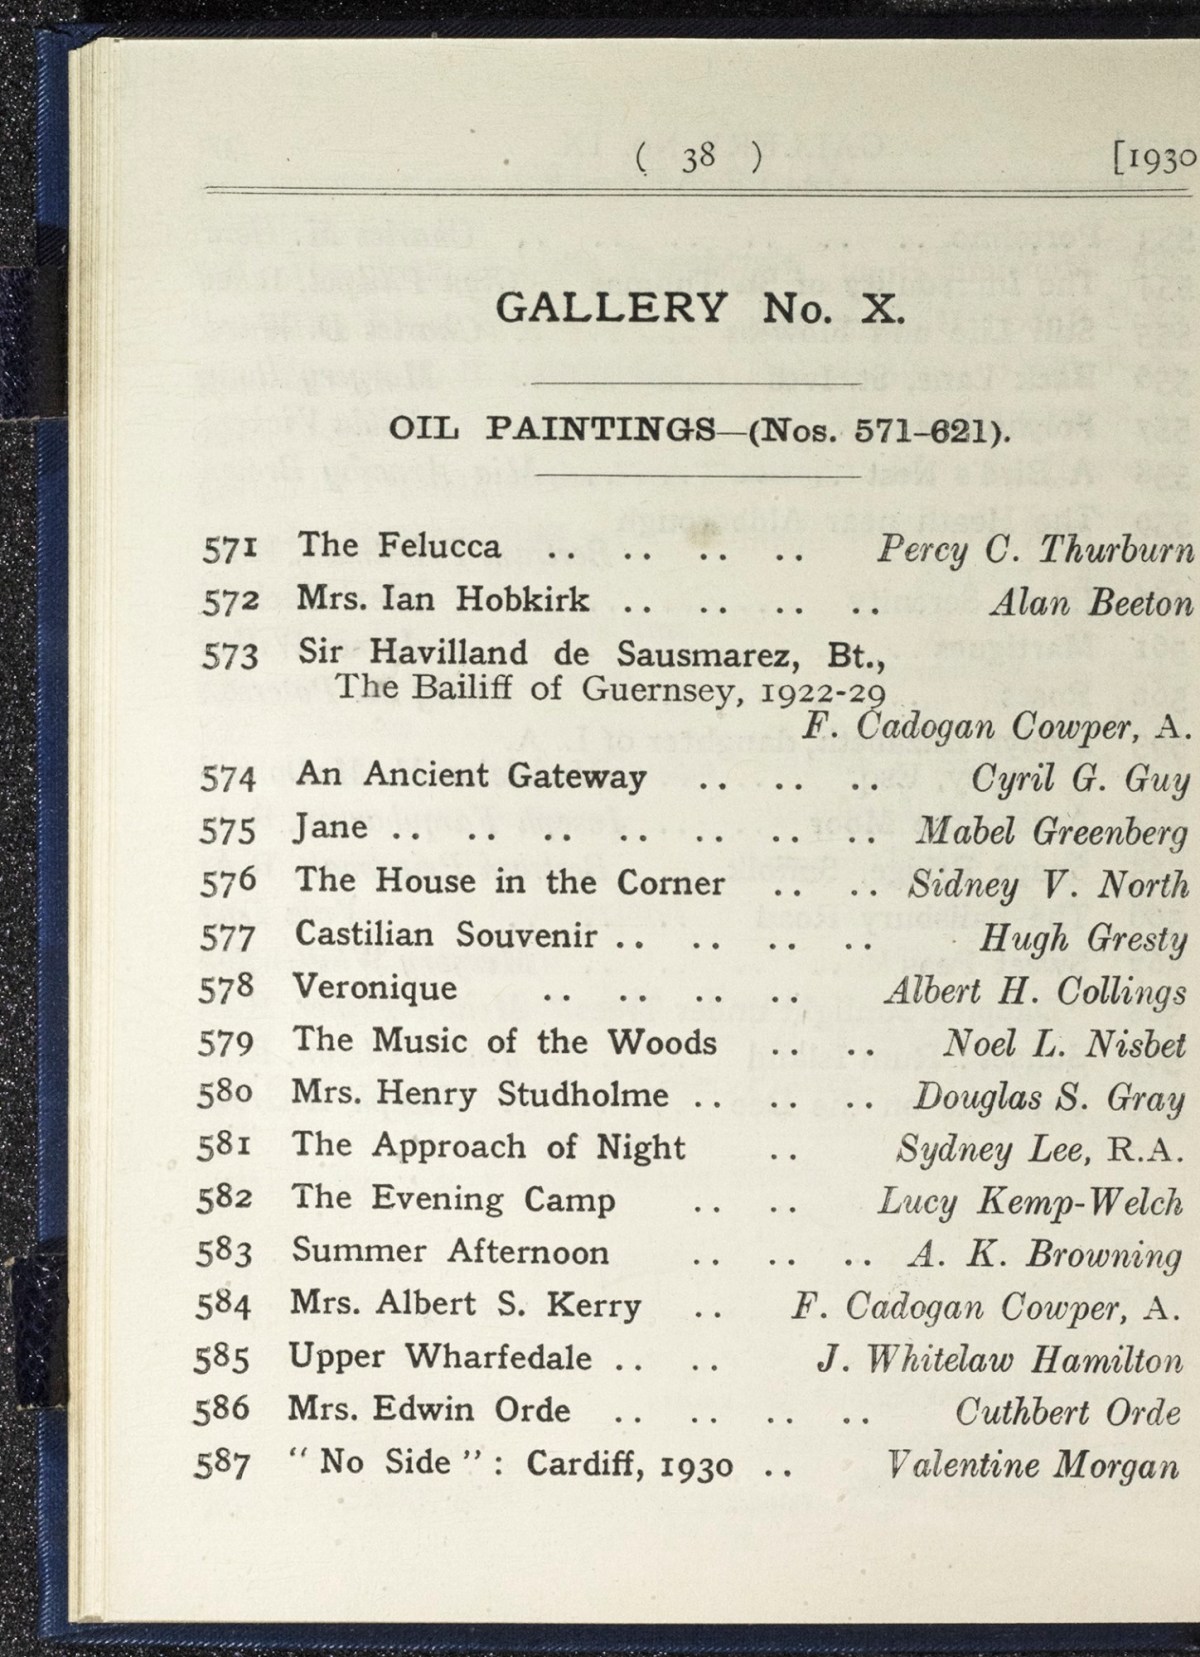 ( 38 ) [1930
GALLERY No. X.
OIL PAINTINGS—(Nos. 571–621).
571 The Felucca .. .. .. .. Percy C. Thurburn
572 Mrs. Ian Hobkirk .. .. .. .. Alan Beeton
573 Sir Havilland de Sausmarez, Bt.,
The Bailiff of Guernsey, 1922-29
F. Cadogan Cowper, A.
574 An Ancient Gateway .. .. .. Cyril G. Guy
575 Jane .. .. .. .. .. .. .. Mabel Greenberg
576 The House in the Corner .. .. Sidney V. North
577 Castilian Souvenir .. .. .. .. Hugh Gresty
578 Veronique .. .. .. .. Albert H. Collings
579 The Music of the Woods .. .. Noel L. Nisbet
580 Mrs. Henry Studholme .. .. .. Douglas S. Gray
581 The Approach of Night .. Sydney Lee, R.A.
582 The Evening Camp .. .. Lucy Kemp-Welch
583 Summer Afternoon .. .. .. A. K. Browning
584 Mrs. Albert S. Kerry .. F. Cadogan Cowper, A.
585 Upper Wharfedale .. .. J. Whitelaw Hamilton
586 Mrs. Edwin Orde .. .. .. .. Cuthbert Orde
587 “ No Side ” : Cardiff, 1930 .. Valentine Morgan